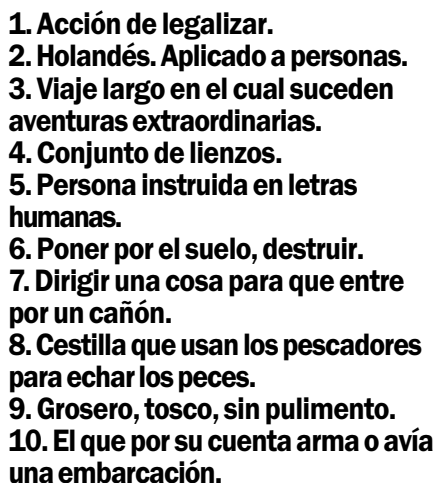 1. Acción de legalizar.
2. Holandés. Aplicado a personas.
3. Viaje largo en el cual suceden
aventuras extraordinarias.
4. Conjunto de lienzos.
5. Persona instruida en letras
humanas.
6. Poner por el suelo, destruir.
7. Dirigir una cosa para que entre
por un cañón.
8. Cestilla que usan los pescadores
para echar los peces.
9. Grosero, tosco, sin pulimento.
10. El que por su cuenta arma o avía
una embarcación.